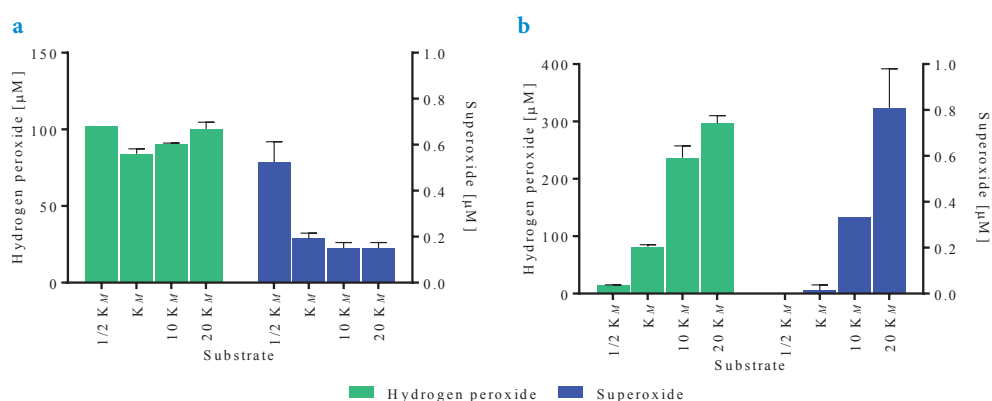 a
b
150
100
50
0
Hydrogen peroxide [µM]
1.0
0.8
0.6
0.4
0.2
0.0
Superoxide [µM]
1/2 KM
KM
10 KM
20 KM
1/2 KM
KM
10 KM
20 KM
Substrate
400
300
200
100
0
Hydrogen peroxide [µM]
1.0
0.8
0.6
0.4
0.2
0.0
Superoxide [µM]
1/2 KM
KM
10 KM
20 KM
1/2 KM
KM
10 KM
20 KM
Substrate
Hydrogen peroxide
Superoxide